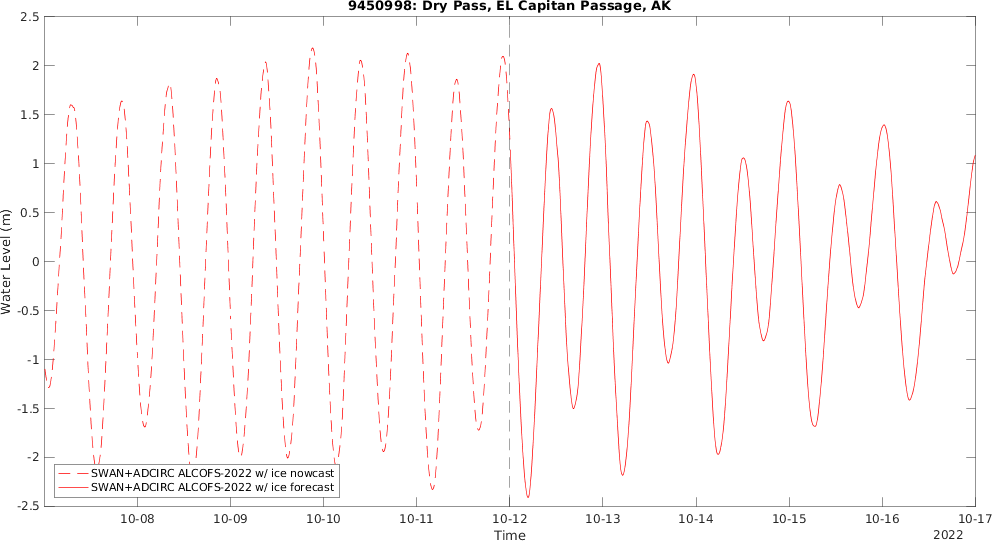 9450998: Dry Pass, EL Capitan Passage, AK
2.5
2
1.5
1
0.5
0
-0.5
-1
-1.5
-2
-2.5
Water Level (m)
SWAN+ADCIRC ALCOFS-2022 w/ ice nowcast
SWAN+ADCIRC ALCOFS-2022 w/ ice forecast
10-08 10-09 10-10 10-11 10-12 10-13 10-14 10-15 10-16 10-17
Time
2022